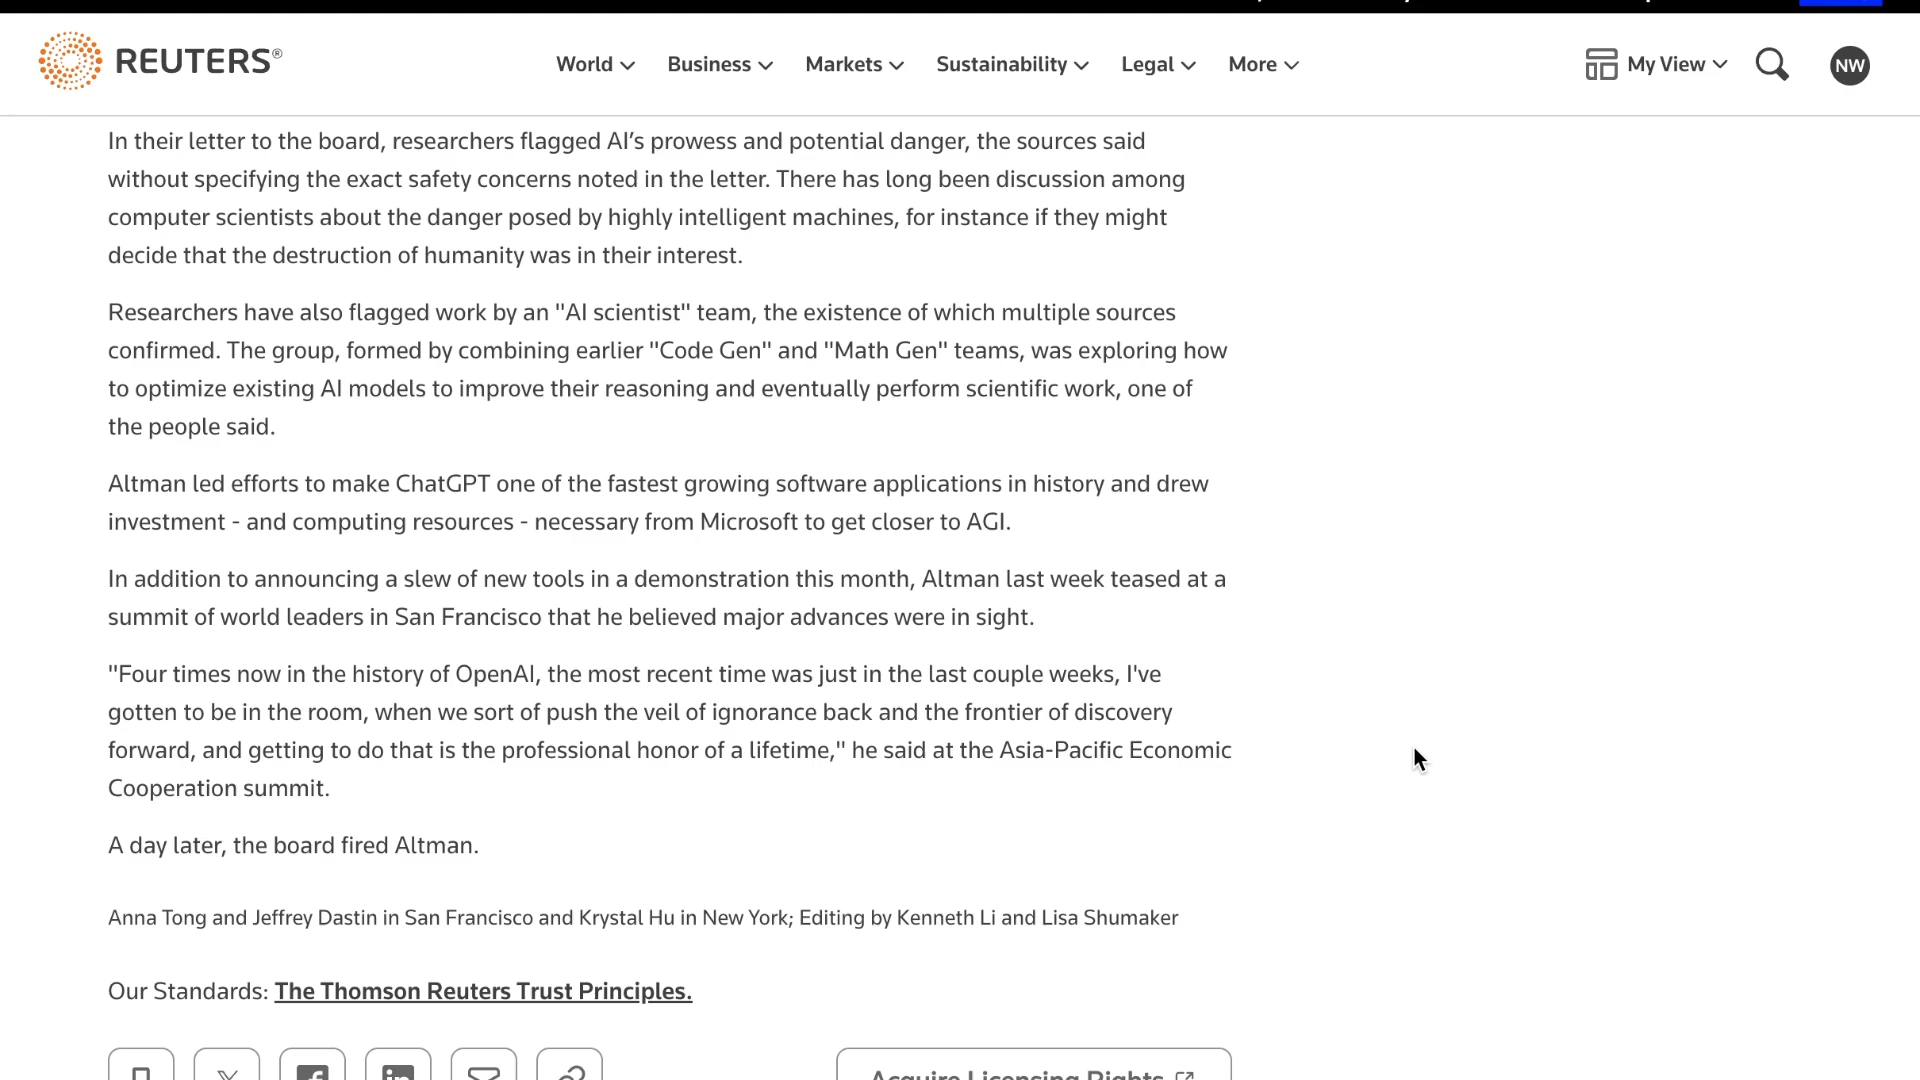 REUTERS®
World
Business
Markets
Sustainability
Legal
More
My View
NW
In their letter to the board, researchers flagged AI’s prowess and potential danger, the sources said
without specifying the exact safety concerns noted in the letter. There has long been discussion among
computer scientists about the danger posed by highly intelligent machines, for instance if they might
decide that the destruction of humanity was in their interest.
Researchers have also flagged work by an "AI scientist" team, the existence of which multiple sources
confirmed. The group, formed by combining earlier "Code Gen" and "Math Gen" teams, was exploring how
to optimize existing AI models to improve their reasoning and eventually perform scientific work, one of
the people said.
Altman led efforts to make ChatGPT one of the fastest growing software applications in history and drew
investment - and computing resources - necessary from Microsoft to get closer to AGI.
In addition to announcing a slew of new tools in a demonstration this month, Altman last week teased at a
summit of world leaders in San Francisco that he believed major advances were in sight.
"Four times now in the history of OpenAI, the most recent time was just in the last couple weeks, I've
gotten to be in the room, when we sort of push the veil of ignorance back and the frontier of discovery
forward, and getting to do that is the professional honor of a lifetime," he said at the Asia-Pacific Economic
Cooperation summit.
A day later, the board fired Altman.
Anna Tong and Jeffrey Dastin in San Francisco and Krystal Hu in New York; Editing by Kenneth Li and Lisa Shumaker
Our Standards: The Thomson Reuters Trust Principles.
Acquire Licensing Rights